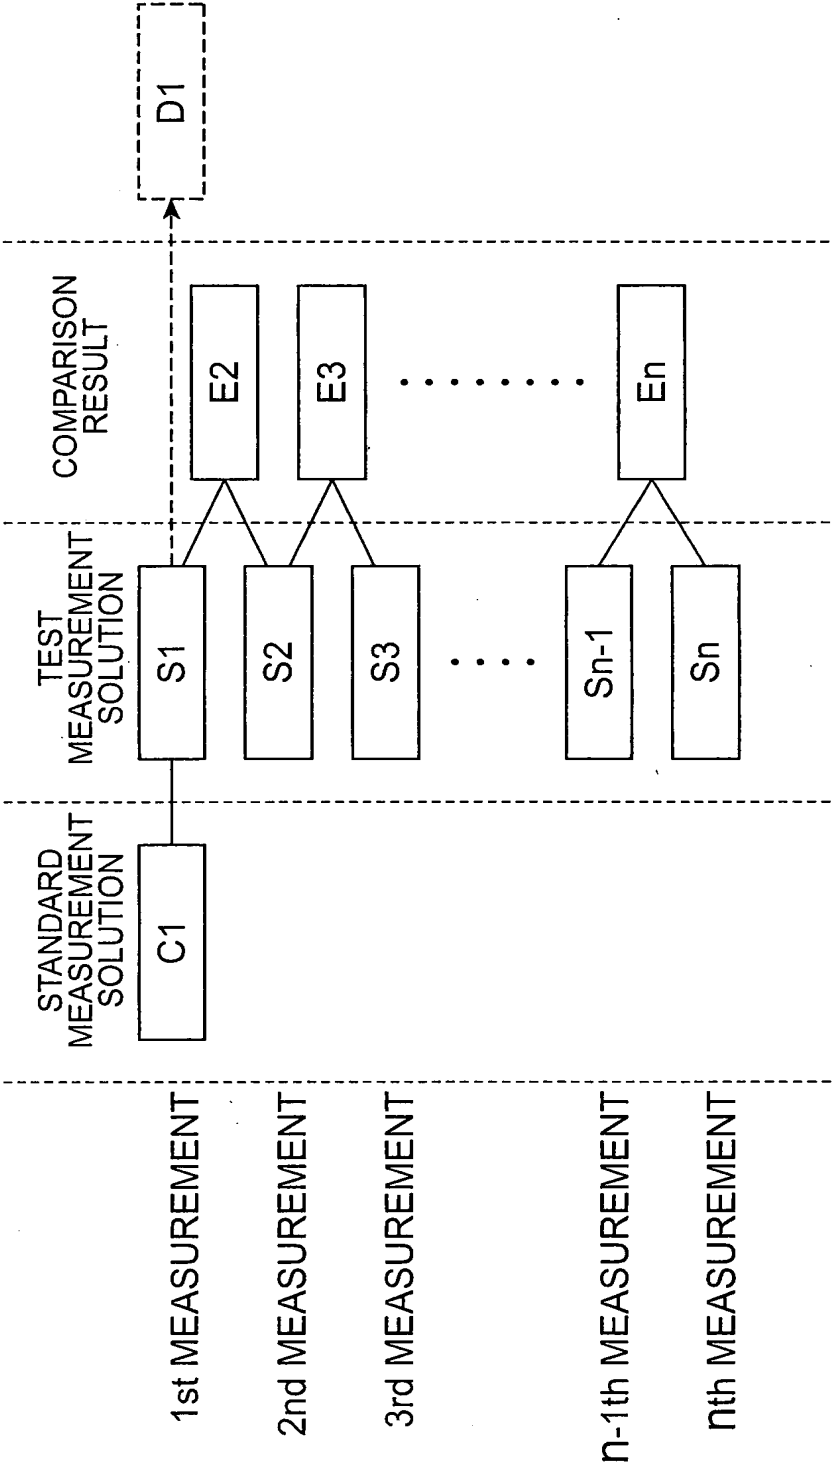 STANDARD
MEASUREMENT
SOLUTION
TEST
MEASUREMENT
SOLUTION
COMPARISON
RESULT
1st MEASUREMENT
C1
S1
D1
E2
2nd MEASUREMENT
S2
E3
3rd MEASUREMENT
S3
n-1th MEASUREMENT
Sn-1
En
nth MEASUREMENT
Sn